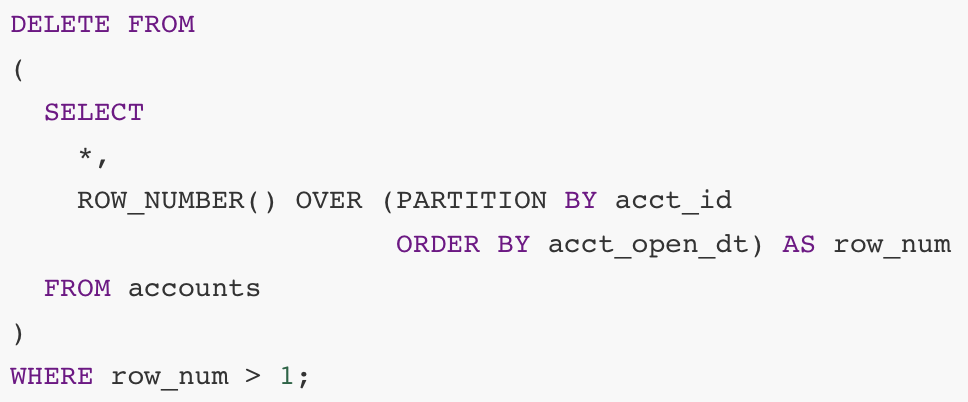 DELETE FROM
(
SELECT
*,
ROW_NUMBER() OVER (PARTITION BY acct_id
ORDER BY acct_open_dt) AS row_num
FROM accounts
)
WHERE row_num > 1;